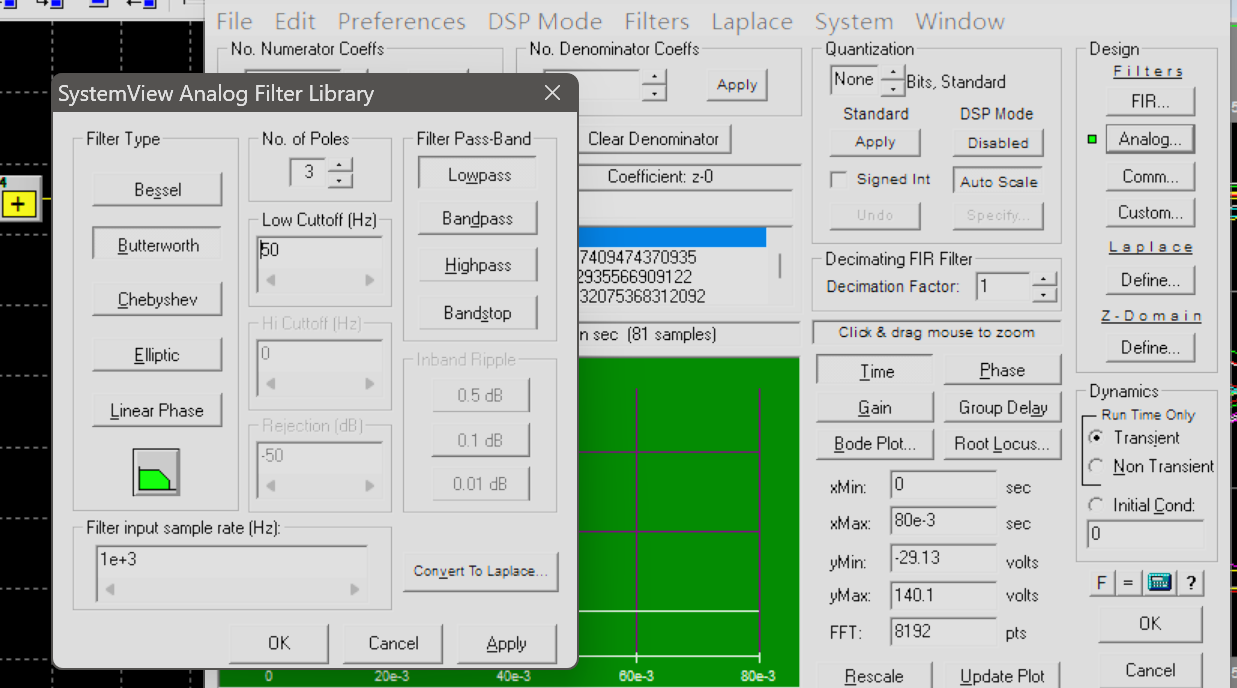 File Edit Preferences DSP Mode Filters Laplace System Window
No. Numerator Coeffs
No. Denominator Coeffs
Apply
Clear Denominator
Coefficient: z-0
7409474370935
2935566909122
32075368312092
n sec (81 samples)
0 20e-3 40e-3 60e-3 80e-3
4
+
SystemView Analog Filter Library
Filter Type
Bessel
Butterworth
Chebyshev
Elliptic
Linear Phase
No. of Poles
3
Low Cuttoff (Hz)
50
Hi Cuttoff (Hz)
0
Rejection (dB)
-50
Filter Pass-Band
Lowpass
Bandpass
Highpass
Bandstop
Inband Ripple
0.5 dB
0.1 dB
0.01 dB
Filter input sample rate (Hz):
1e+3
Convert To Laplace...
OK Cancel Apply
Quantization
None Bits, Standard
Standard DSP Mode
Apply Disabled
Signed Int Auto Scale
Undo Specify...
Decimating FIR Filter
Decimation Factor: 1
Click & drag mouse to zoom
Time Phase
Gain Group Delay
Bode Plot... Root Locus...
xMin: 0 sec
xMax: 80e-3 sec
yMin: -29.13 volts
yMax: 140.1 volts
FFT: 8192 pts
Rescale Update Plot
Design
Filters
FIR...
Analog...
Comm...
Custom...
Laplace
Define...
Z-Domain
Define...
Dynamics
Run Time Only
Transient
Non Transient
Initial Cond:
0
F = ?
OK
Cancel